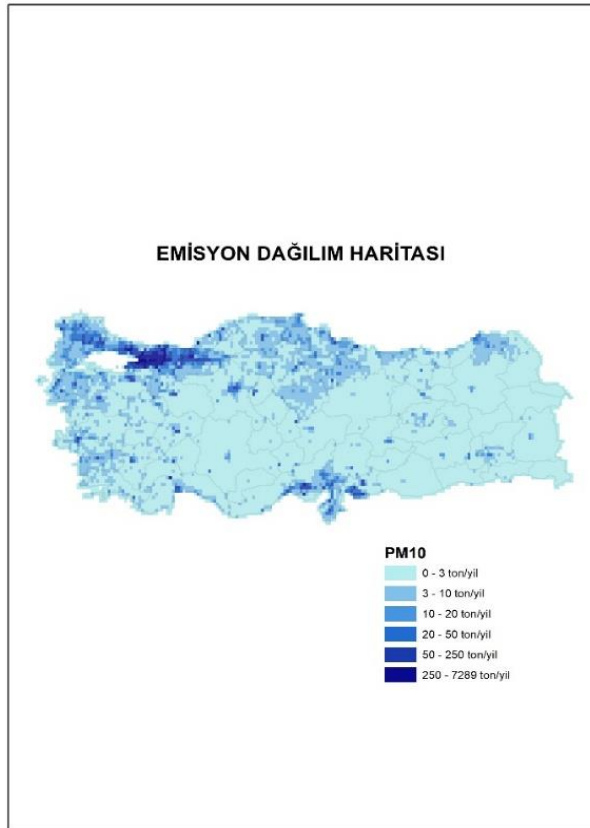 EMİSYON DAĞILIM HARİTASI
PM10
0 - 3 ton/yil
3 - 10 ton/yil
10 - 20 ton/yil
20 - 50 ton/yil
50 - 250 ton/yil
250 - 7289 ton/yil